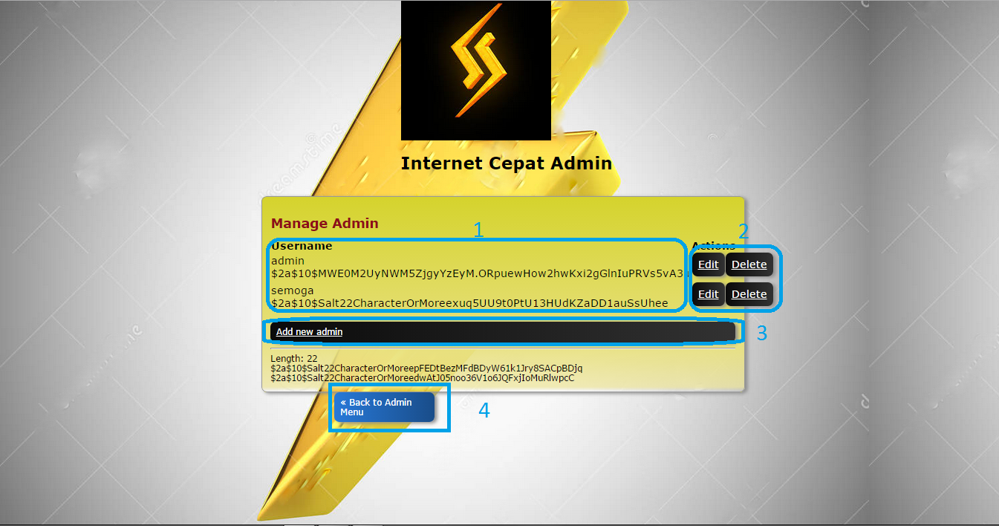 Internet Cepat Admin
Manage Admin
1
2
Username
Actions
admin
$2a$10$MWE0M2UyNWM5ZjgyYzEyM.ORpuewHow2hwKxi2gGlnIuPRVs5vA3
Edit
Delete
semoga
$2a$10$Salt22CharacterOrMoreexuq5UU9t0PtU13HUdKZaDD1auSsUhee
Edit
Delete
Add new admin
3
Length: 22
$2a$10$Salt22CharacterOrMoreepFEDtBezMFdBDyW61k1Jry8SACpBDjq
$2a$10$Salt22CharacterOrMoreedwAtJ05noo36V1o6JQFxjIoMuRlwpcC
« Back to Admin
Menu
4
dreamstime